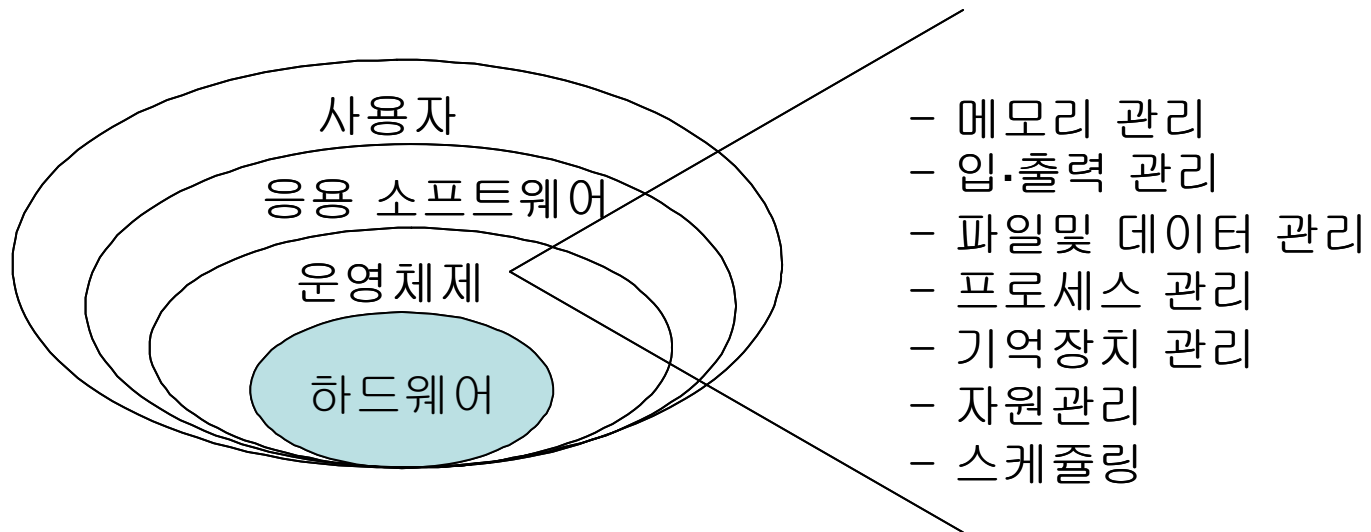 사용자
응용 소프트웨어
운영체제
하드웨어
- 메모리 관리
- 입·출력 관리
- 파일및 데이터 관리
- 프로세스 관리
- 기억장치 관리
- 자원관리
- 스케쥴링